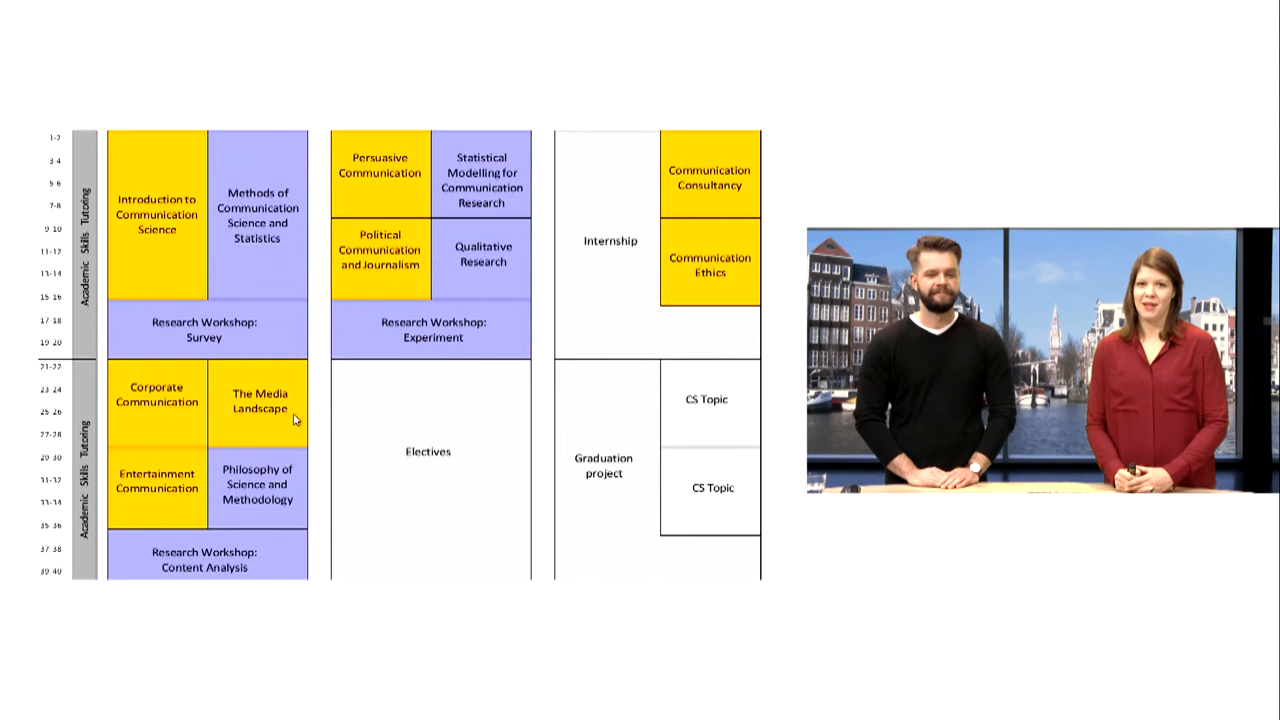 1-2
3 4
5 6
7-8
9 10
11-12
13-14
15 16
17 18
19 20
21-22
23-24
25-26
27-28
29 30
35 36
37 38
39 40
Academic Skills Tutoring
Academic Skills Tutoring
Introduction to
Communication
Science
Methods of
Communication
Science and
Statistics
Research Workshop:
Survey
Corporate
Communication
The Media
Landscape
Entertainment
Communication
Philosophy of
Science and
Methodology
Research Workshop:
Content Analysis
Persuasive
Communication
Statistical
Modelling for
Communication
Research
Political
Communication
and Journalism
Qualitative
Research
Research Workshop:
Experiment
Electives
Internship
Communication
Consultancy
Communication
Ethics
Graduation
project
CS Topic
CS Topic